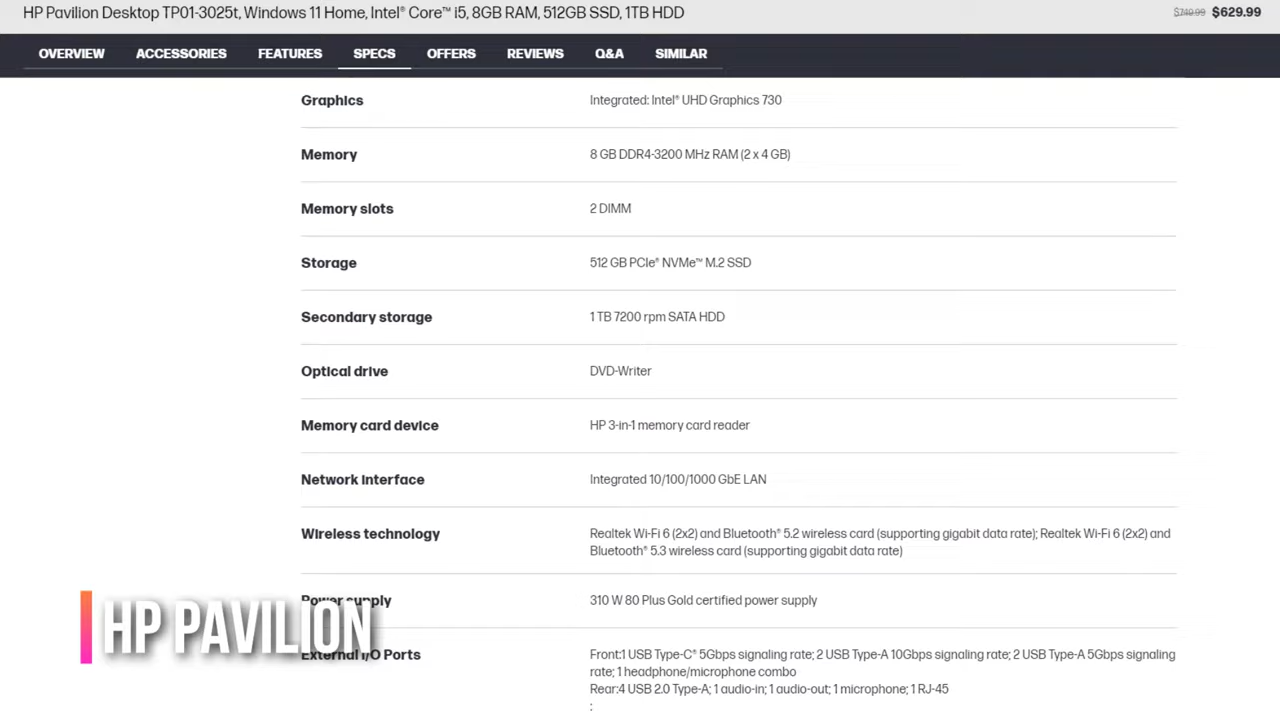 HP Pavilion Desktop TP01-3025t, Windows 11 Home, Intel® Core™ i5, 8GB RAM, 512GB SSD, 1TB HDD
$749.99 $629.99
OVERVIEW ACCESSORIES FEATURES SPECS OFFERS REVIEWS Q&A SIMILAR
Graphics Integrated: Intel® UHD Graphics 730
Memory 8 GB DDR4-3200 MHz RAM (2 x 4 GB)
Memory slots 2 DIMM
Storage 512 GB PCIe® NVMe™ M.2 SSD
Secondary storage 1 TB 7200 rpm SATA HDD
Optical drive DVD-Writer
Memory card device HP 3-in-1 memory card reader
Network interface Integrated 10/100/1000 GbE LAN
Wireless technology Realtek Wi-Fi 6 (2x2) and Bluetooth® 5.2 wireless card (supporting gigabit data rate); Realtek Wi-Fi 6 (2x2) and
Bluetooth® 5.3 wireless card (supporting gigabit data rate)
Power supply 310 W 80 Plus Gold certified power supply
HP PAVILION
External I/O Ports Front:1 USB Type-C® 5Gbps signaling rate; 2 USB Type-A 10Gbps signaling rate; 2 USB Type-A 5Gbps signaling
rate; 1 headphone/microphone combo
Rear:4 USB 2.0 Type-A; 1 audio-in; 1 audio-out; 1 microphone; 1 RJ-45
;